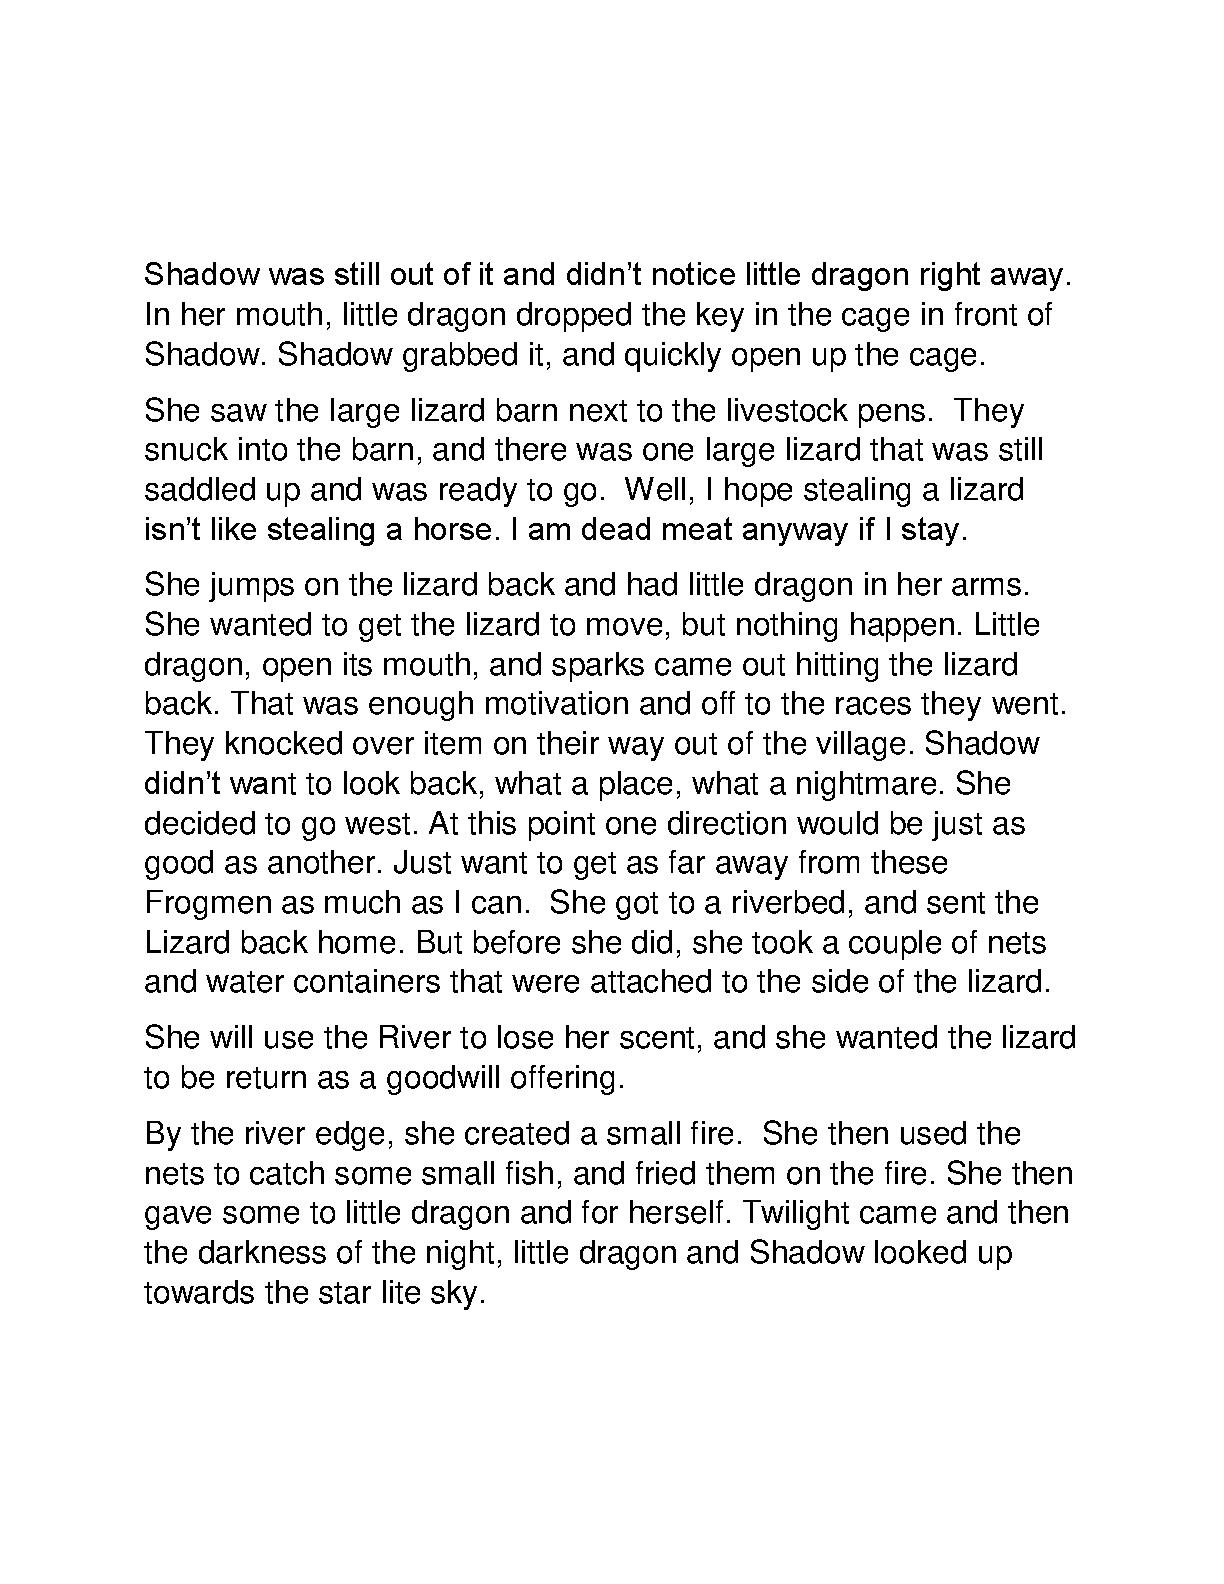 Shadow was still out of it and didn’t notice little dragon right away.
In her mouth, little dragon dropped the key in the cage in front of
Shadow. Shadow grabbed it, and quickly open up the cage.
She saw the large lizard barn next to the livestock pens.  They
snuck into the barn, and there was one large lizard that was still
saddled up and was ready to go.  Well, I hope stealing a lizard
isn’t like stealing a horse. I am dead meat anyway if I stay.
She jumps on the lizard back and had little dragon in her arms.
She wanted to get the lizard to move, but nothing happen. Little
dragon, open its mouth, and sparks came out hitting the lizard
back. That was enough motivation and off to the races they went.
They knocked over item on their way out of the village. Shadow
didn’t want to look back, what a place, what a nightmare. She
decided to go west. At this point one direction would be just as
good as another. Just want to get as far away from these
Frogmen as much as I can.  She got to a riverbed, and sent the
Lizard back home. But before she did, she took a couple of nets
and water containers that were attached to the side of the lizard.
She will use the River to lose her scent, and she wanted the lizard
to be return as a goodwill offering.
By the river edge, she created a small fire.  She then used the
nets to catch some small fish, and fried them on the fire. She then
gave some to little dragon and for herself. Twilight came and then
the darkness of the night, little dragon and Shadow looked up
towards the star lite sky.